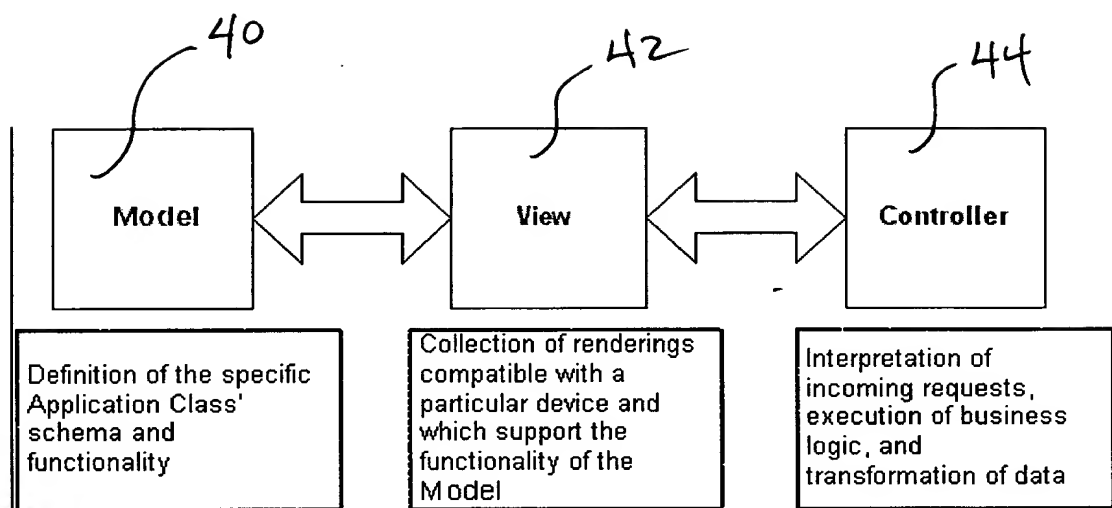 40
42
44
Model
View
Controller
Definition of the specific
Application Class'
schema and
functionality
Collection of renderings
compatible with a
particular device and
which support the
functionality of the
Model
Interpretation of
incoming requests,
execution of business
logic, and
transformation of data